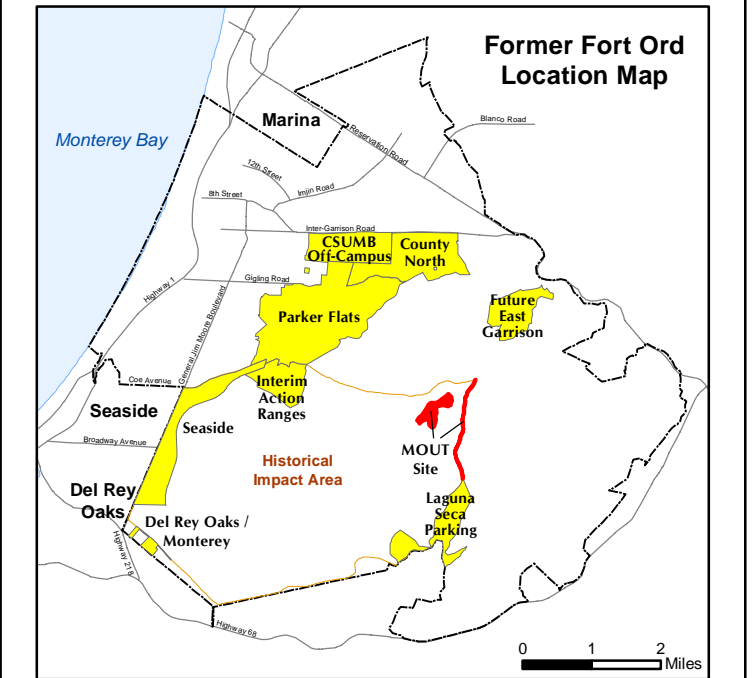 Former Fort Ord
Location Map
Marina
Blanco Road
Monterey Bay
Reservation Road
12th Street
Imjin Road
8th Street
Inter-Garrison Road
CSUMB
Off-Campus
County
North
Gigling Road
Highway 1
General Jim Moore Boulevard
Parker Flats
Future
East
Garrison
Coe Avenue
Interim
Action
Ranges
Seaside
Seaside
Broadway Avenue
MOUT
Site
Historical
Impact Area
Del Rey
Oaks
Laguna
Seca
Parking
Del Rey Oaks /
Monterey
Highway 218
Highway 68
0 1 2
Miles